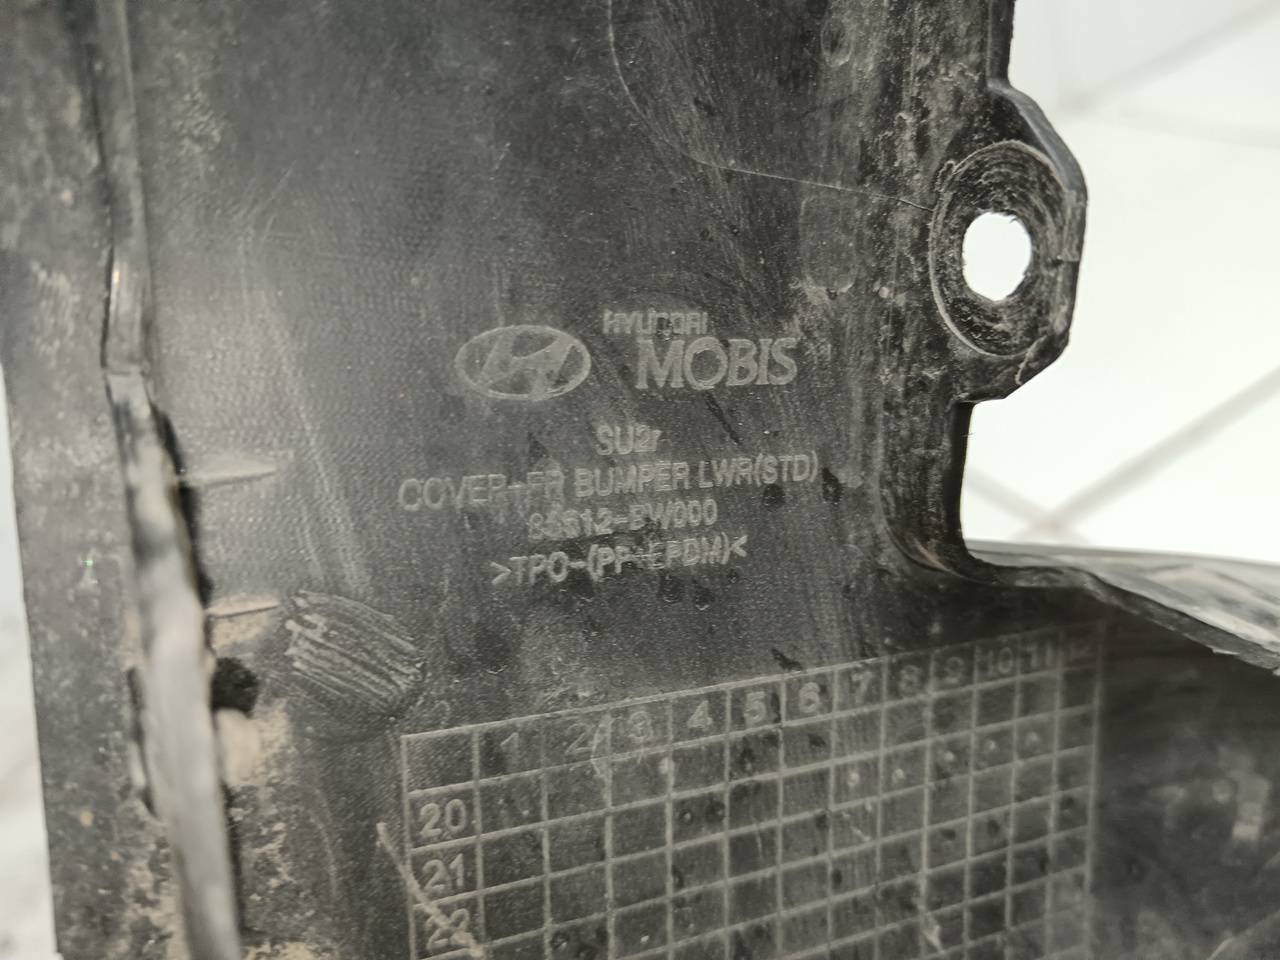 HYUNDAI
MOBIS
SU2r
COVER-FR BUMPER LWR(STD)
86512-BW000
>TPO-(PP+EPDM)<
1 2 3 4 5 6 7 8 9 10 11 12
20
21
22